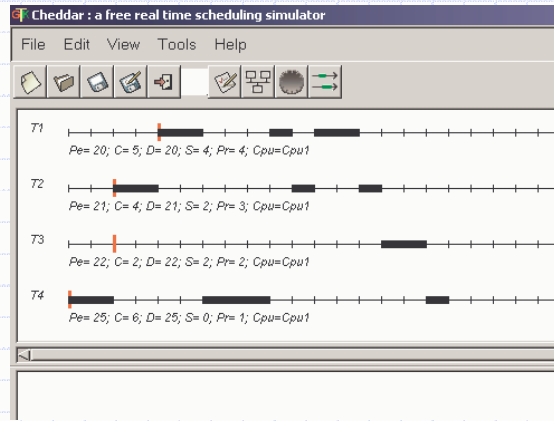 Cheddar : a free real time scheduling simulator
File Edit View Tools Help
T1
Pe= 20; C= 5; D= 20; S= 4; Pr= 4; Cpu=Cpu1
T2
Pe= 21; C= 4; D= 21; S= 2; Pr= 3; Cpu=Cpu1
T3
Pe= 22; C= 2; D= 22; S= 2; Pr= 2; Cpu=Cpu1
T4
Pe= 25; C= 6; D= 25; S= 0; Pr= 1; Cpu=Cpu1